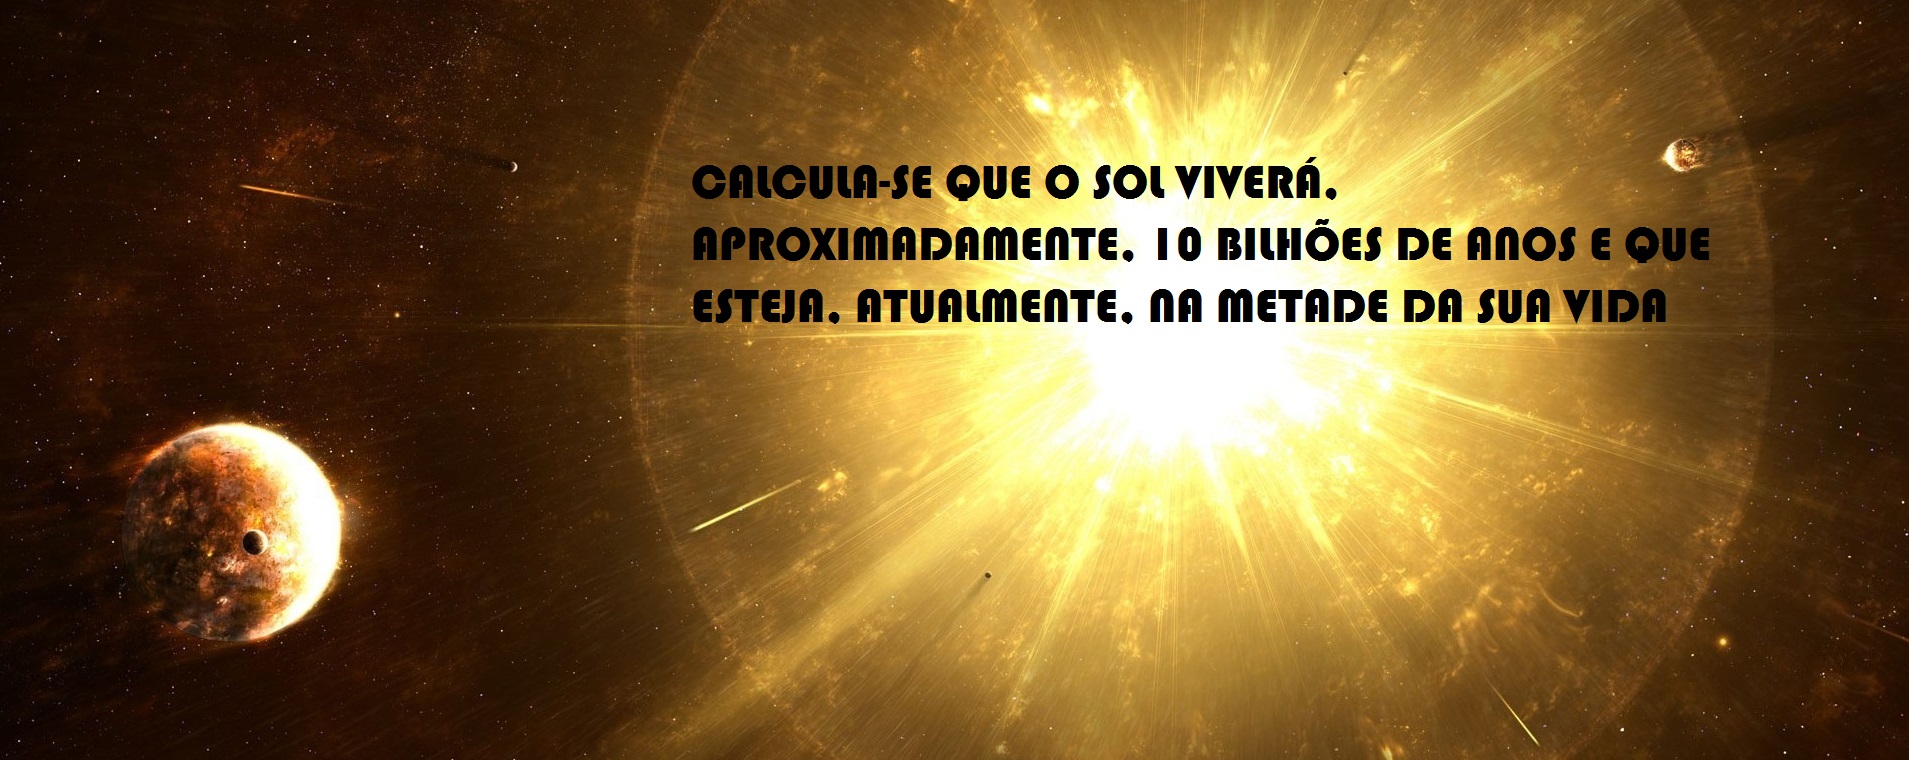 CALCULA-SE QUE O SOL VIVERÁ,
APROXIMADAMENTE, 10 BILHÕES DE ANOS E QUE
ESTEJA, ATUALMENTE, NA METADE DA SUA VIDA